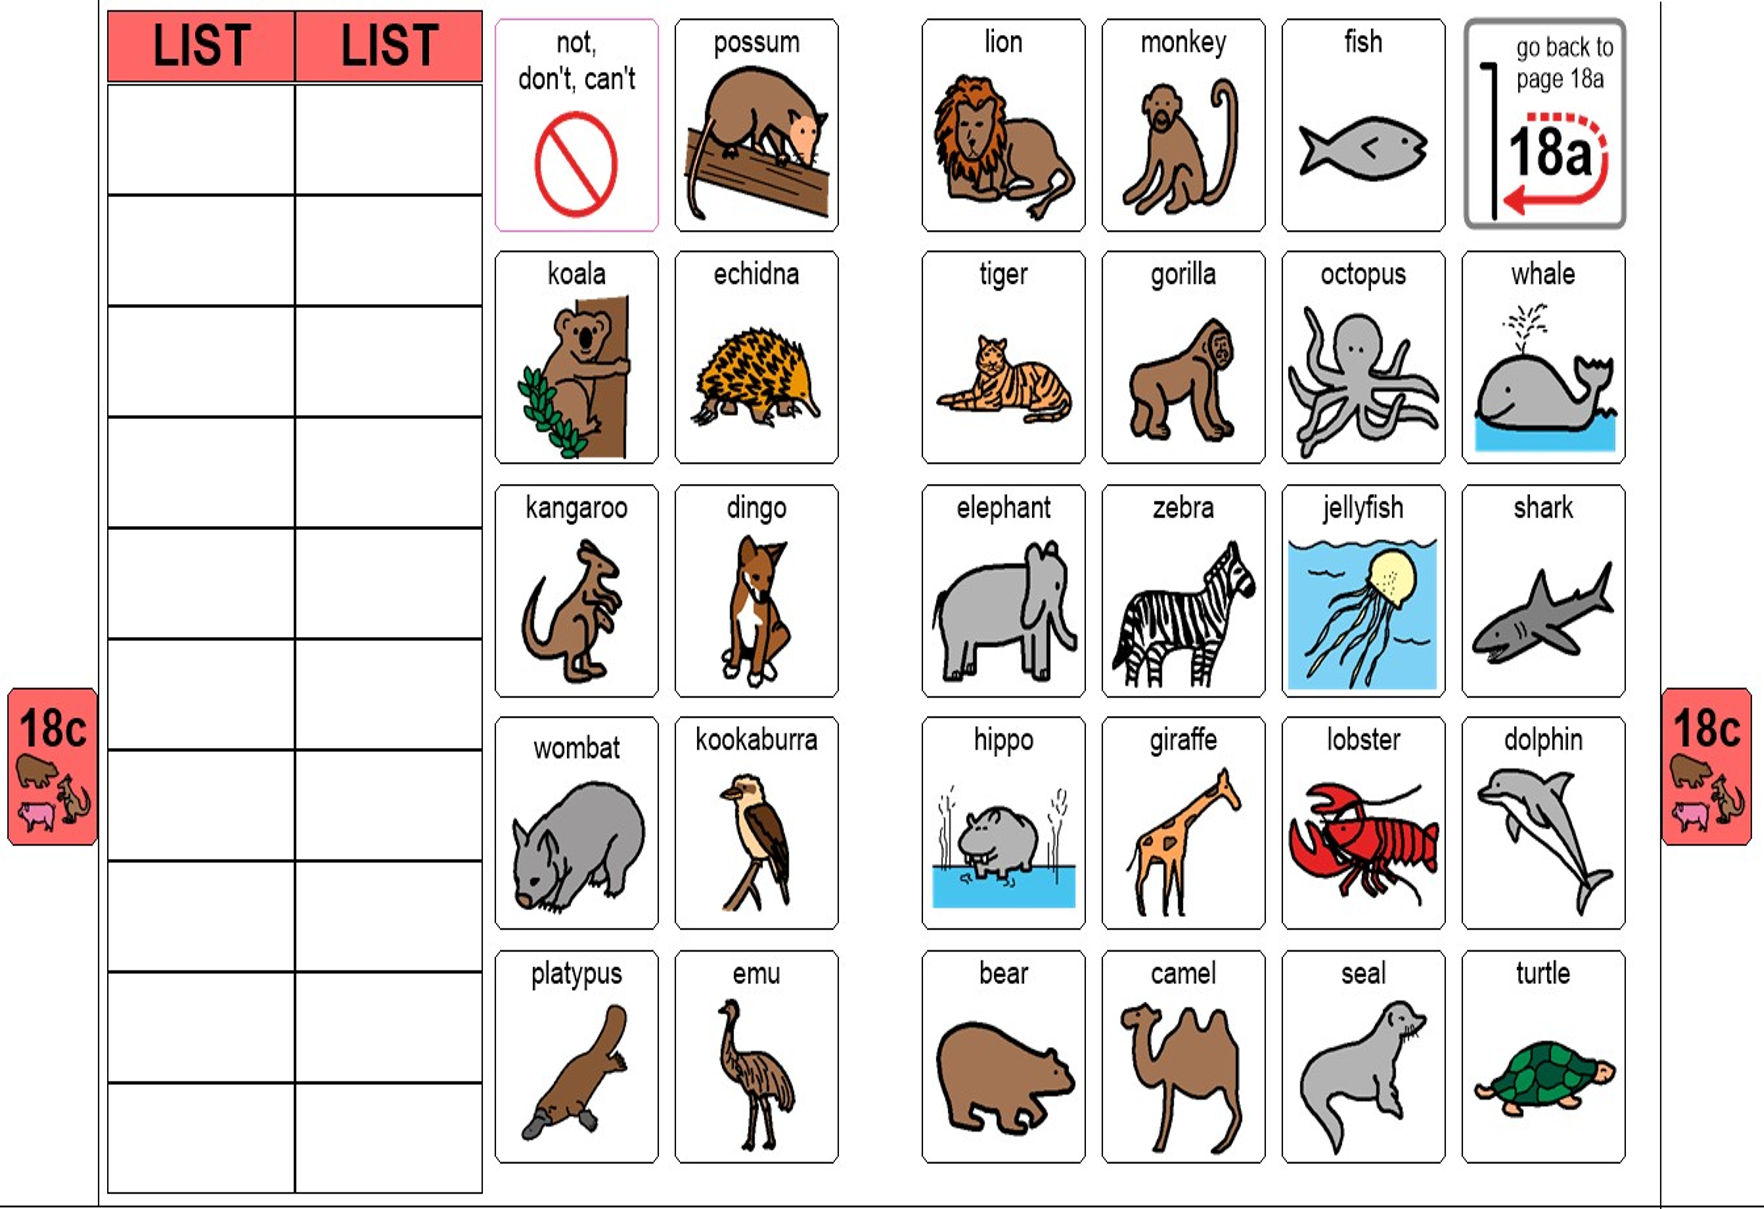 LIST LIST
not,
don't, can't
possum
lion
monkey
fish
go back to
page 18a
18a
koala
echidna
tiger
gorilla
octopus
whale
kangaroo
dingo
elephant
zebra
jellyfish
shark
18c
18c
wombat
kookaburra
hippo
giraffe
lobster
dolphin
platypus
emu
bear
camel
seal
turtle